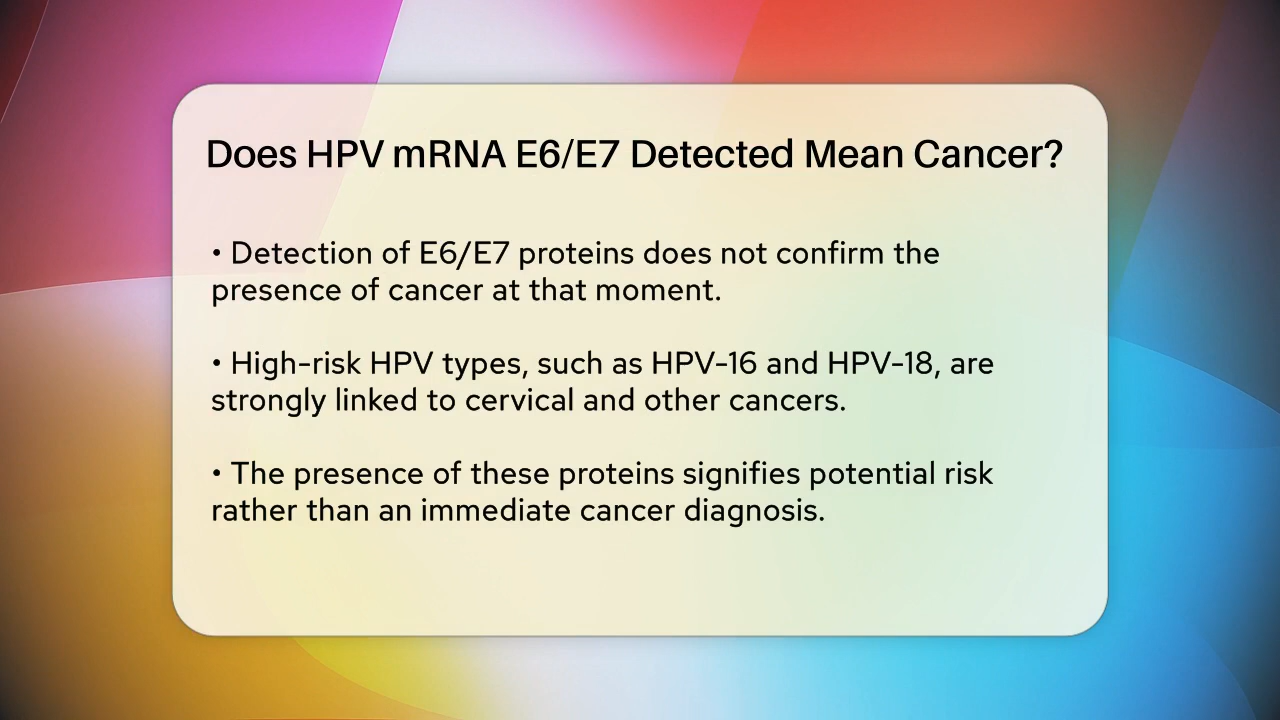 Does HPV mRNA E6/E7 Detected Mean Cancer?
• Detection of E6/E7 proteins does not confirm the
presence of cancer at that moment.
• High-risk HPV types, such as HPV-16 and HPV-18, are
strongly linked to cervical and other cancers.
• The presence of these proteins signifies potential risk
rather than an immediate cancer diagnosis.